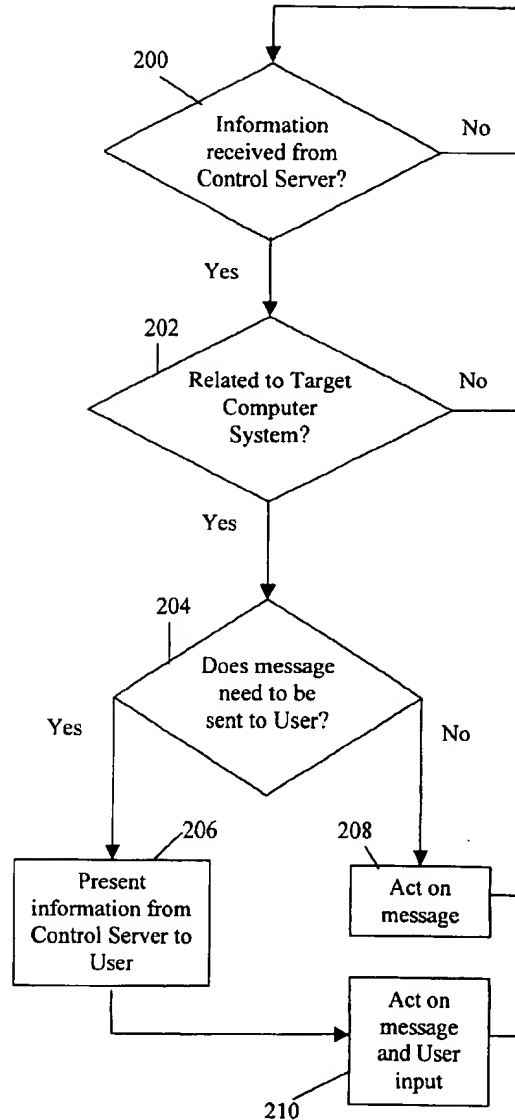 200
Information
received from
Control Server?
No
Yes
202
Related to Target
Computer
System?
No
Yes
204
Does message
need to be
sent to User?
Yes
No
206
Present
information from
Control Server to
User
208
Act on
message
Act on
message
and User
input
210